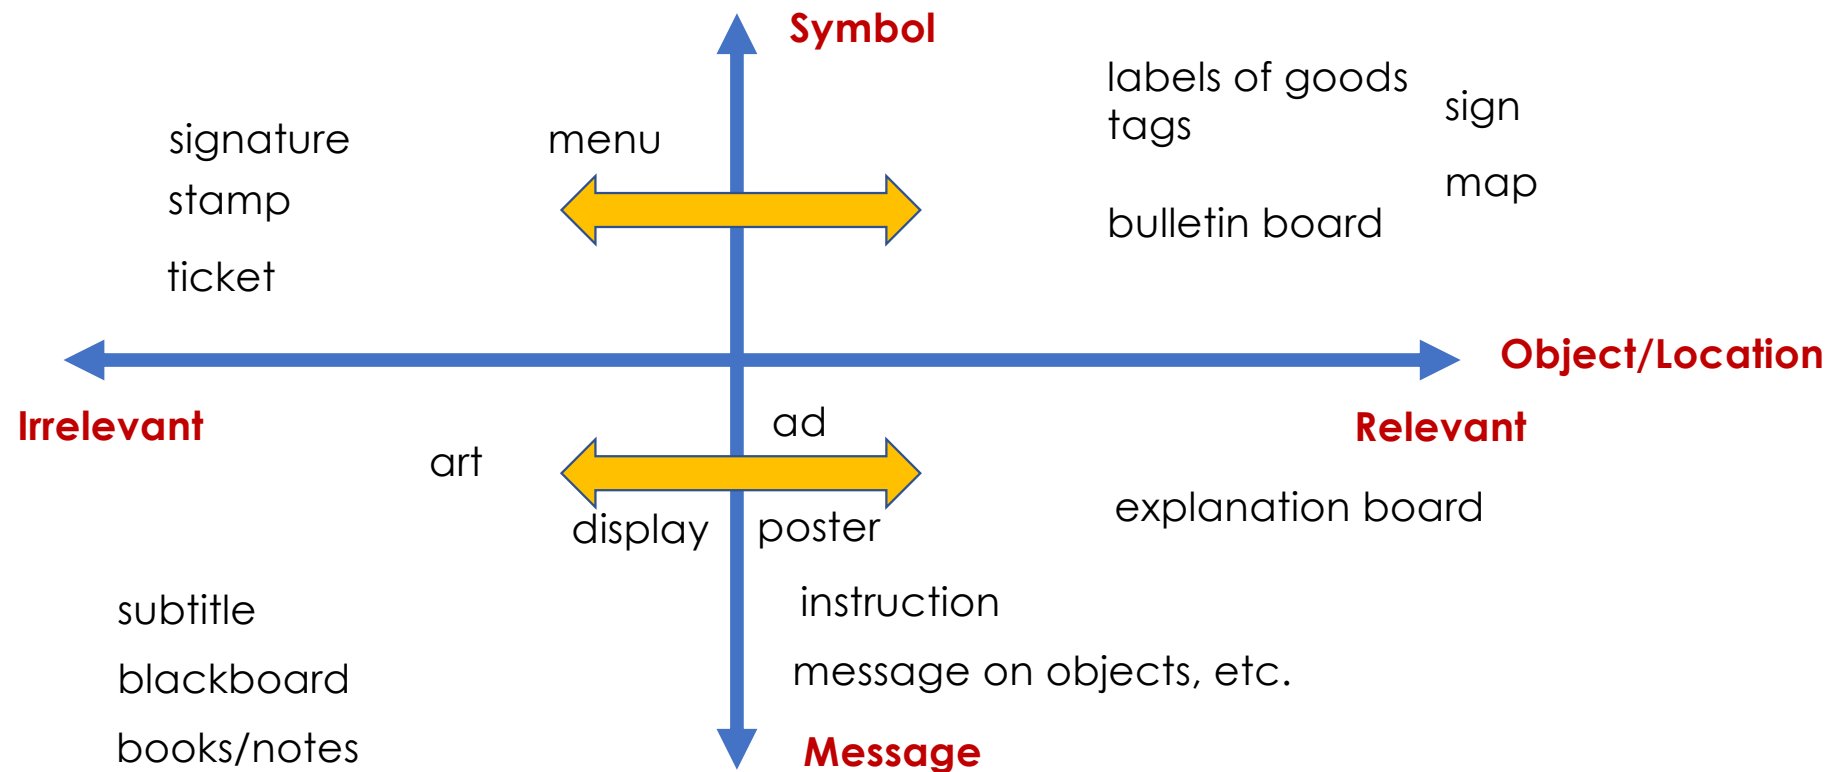 Symbol
labels of goods
tags
sign
signature
menu
stamp
map
bulletin board
ticket
Object/Location
Irrelevant
Relevant
ad
art
explanation board
display
poster
instruction
subtitle
message on objects, etc.
blackboard
books/notes
Message